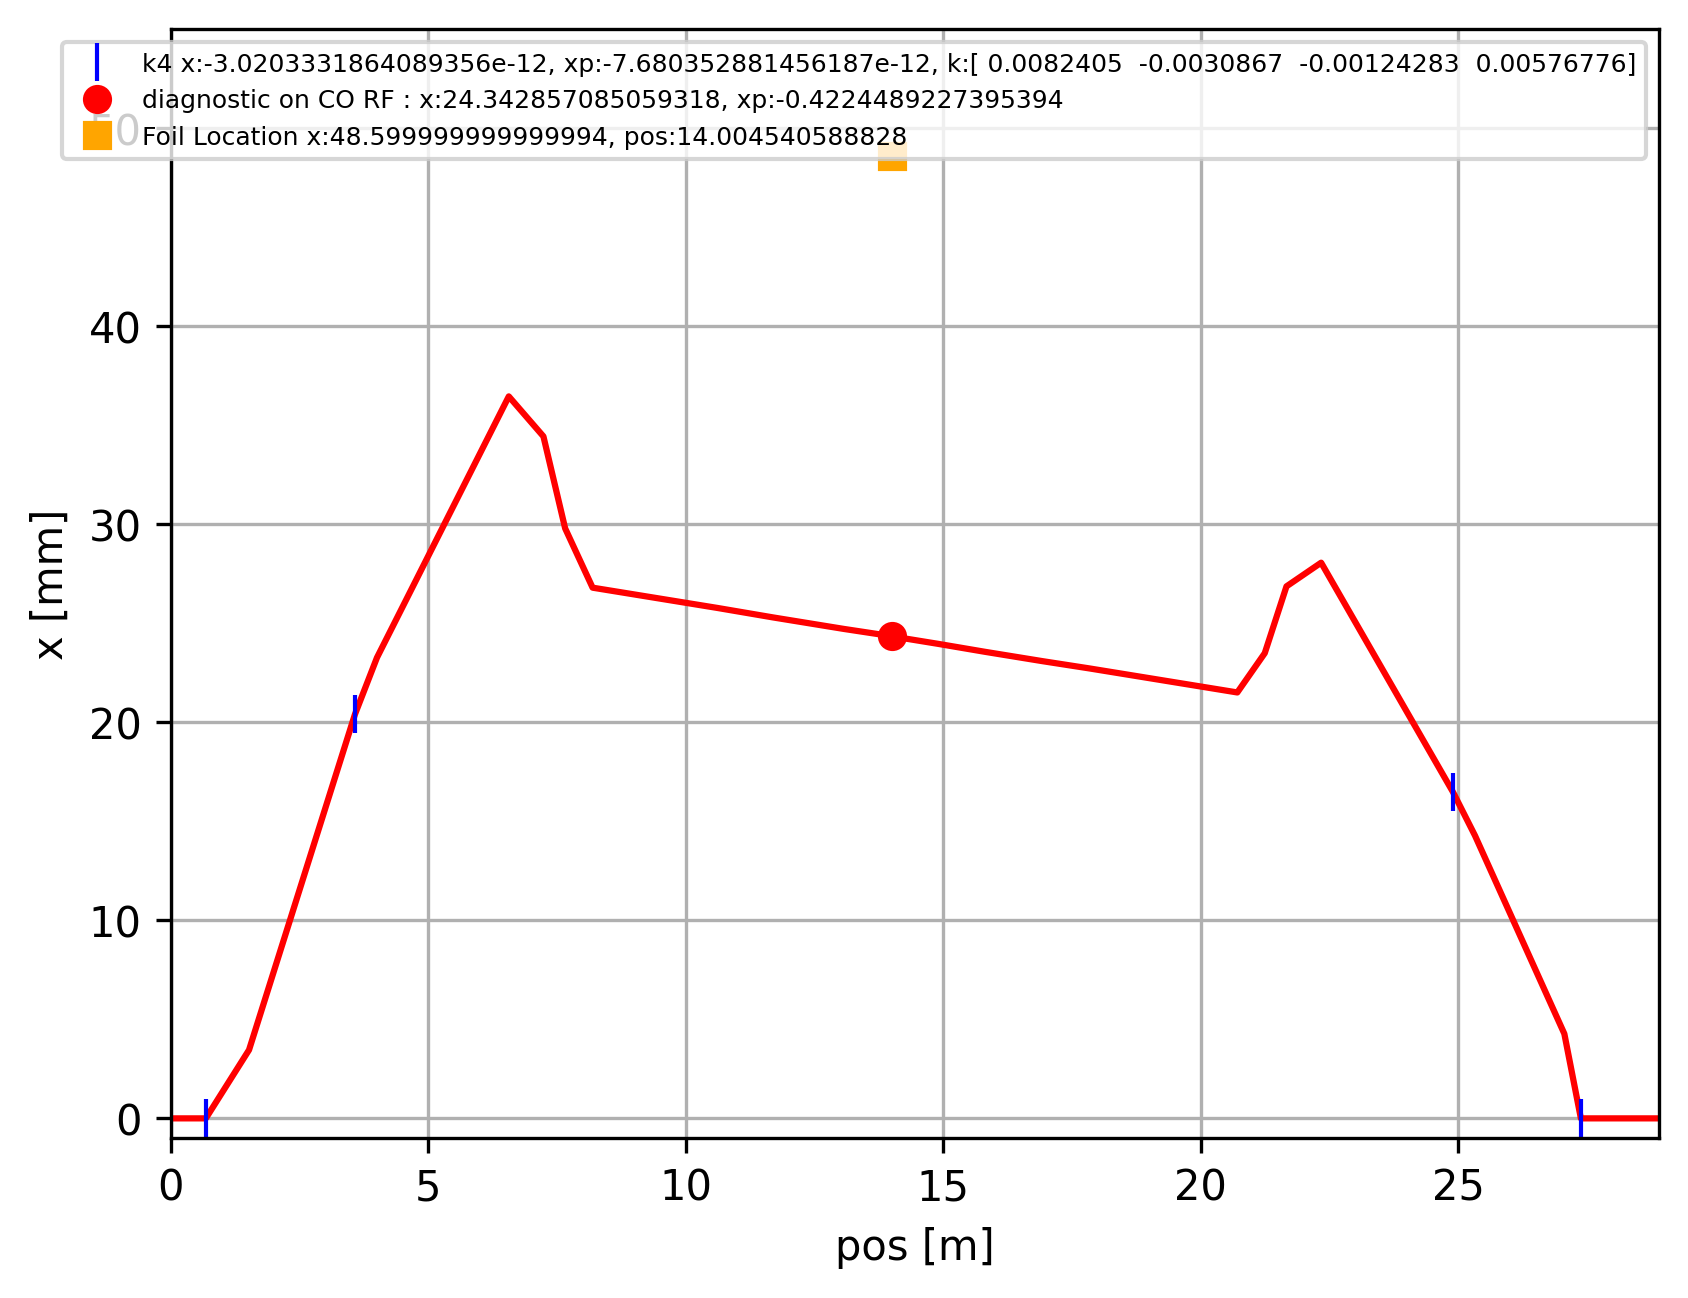 k4 x:-3.0203331864089356e-12, xp:-7.680352881456187e-12, k:[ 0.0082405 -0.0030867 -0.00124283 0.00576776]
diagnostic on CO RF : x:24.342857085059318, xp:-0.4224489227395394
Foil Location x:48.599999999999994, pos:14.004540588828
50
40
30
20
10
0
x [mm]
0 5 10 15 20 25
pos [m]